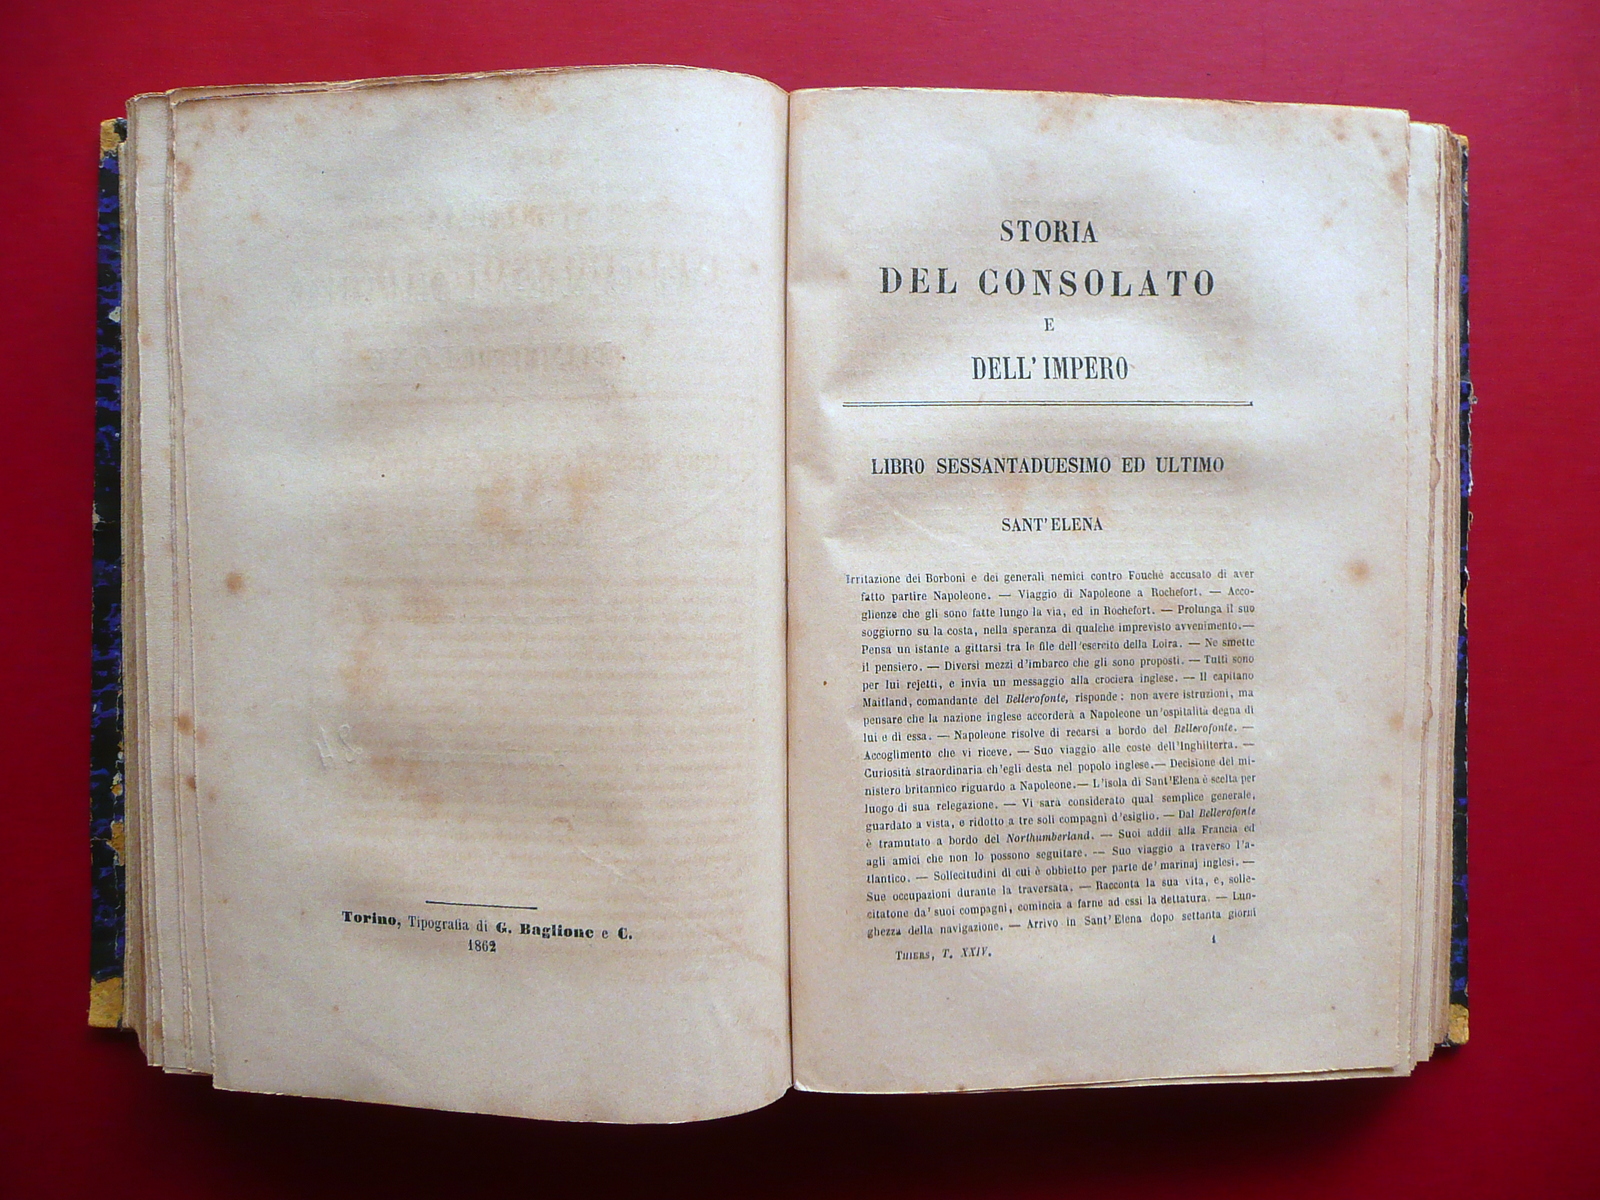 Torino, Tipografia di G. Baglione e C.
1862
STORIA
DEL CONSOLATO
E
DELL'IMPERO
LIBRO SESSANTADUESIMO ED ULTIMO
SANT'ELENA
Irritazione dei Borboni e dei generali nemici contro Fouché accusato di aver
fatto partire Napoleone. — Viaggio di Napoleone a Rochefort. — Acco-
glienze che gli sono fatte lungo la via, ed in Rochefort. — Prolunga il suo
soggiorno su la costa, nella speranza di qualche imprevisto avvenimento.—
Pensa un istante a gittarsi tra le file dell'esercito della Loira. — Ne smette
il pensiero. — Diversi mezzi d'imbarco che gli sono proposti. — Tutti sono
per lui rejetti, e invia un messaggio alla crociera inglese. — Il capitano
Maitland, comandante del Bellerofonte, risponde: non avere istruzioni, ma
pensare che la nazione inglese accorderà a Napoleone un'ospitalità degna di
lui e di essa. — Napoleone risolve di recarsi a bordo del Bellerofonte. —
Accoglimento che vi riceve. — Suo viaggio alle coste dell'Inghilterra. —
Curiosità straordinaria ch'egli desta nel popolo inglese.— Decisione del mi-
nistero britannico riguardo a Napoleone.— L'isola di Sant'Elena è scelta per
luogo di sua relegazione. — Vi sarà considerato qual semplice generale,
guardato a vista, e ridotto a tre soli compagni d'esiglio. — Dal Bellerofonte
è tramutato a bordo del Northumberland. — Suoi addii alla Francia ed
agli amici che non lo possono seguitare. — Suo viaggio a traverso l'a-
tlantico. — Sollecitudini di cui è obbietto per parte de' marinaj inglesi. —
Sue occupazioni durante la traversata. — Racconta la sua vita, e, solle-
citatone da' suoi compagni, comincia a farne ad essi la dettatura. — Lun-
ghezza della navigazione. — Arrivo in Sant'Elena dopo settanta giorni
THIERS, T. XXIV.
1